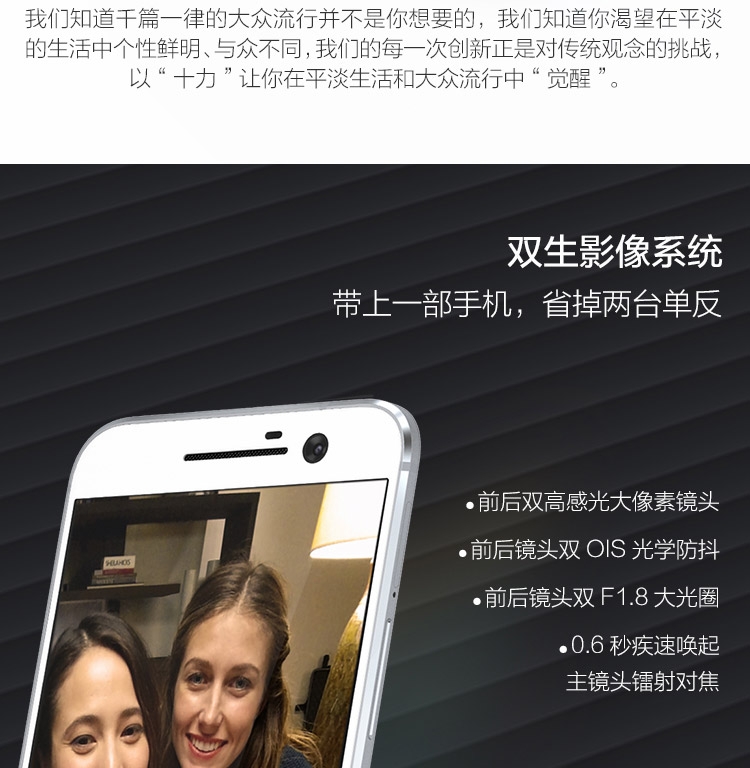 我们知道千篇一律的大众流行并不是你想要的，我们知道你渴望在平淡
的生活中个性鲜明、与众不同，我们的每一次创新正是对传统观念的挑战，
以“十力”让你在平淡生活和大众流行中“觉醒”。
双生影像系统
带上一部手机，省掉两台单反
•前后双高感光大像素镜头
•前后镜头双 OIS 光学防抖
•前后镜头双 F1.8 大光圈
•0.6 秒疾速唤起
主镜头镭射对焦